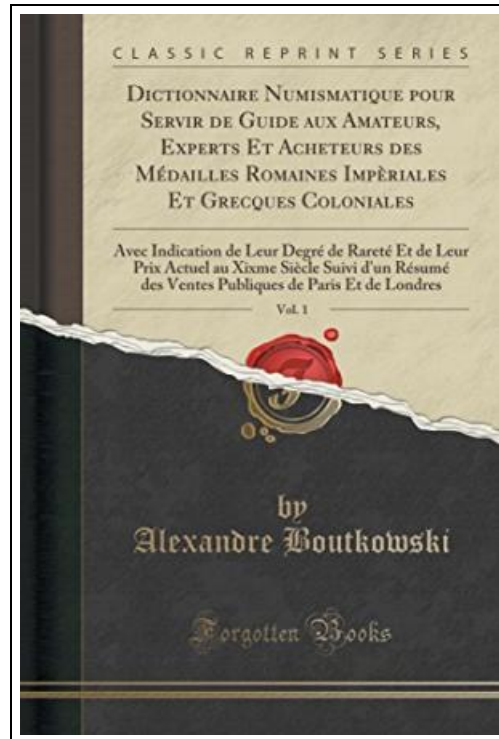 CLASSIC REPRINT SERIES
DICTIONNAIRE NUMISMATIQUE POUR
SERVIR DE GUIDE AUX AMATEURS,
EXPERTS ET ACHETEURS DES
MÉDAILLES ROMAINES IMPÈRIALES
ET GRECQUES COLONIALES
Avec Indication de Leur Degré de Rareté Et de Leur
Prix Actuel au Xixme Siècle Suivi d'un Résumé
des Ventes Publiques de Paris Et de Londres
Vol. 1
by
Alexandre Boutkowski
Forgotten Books